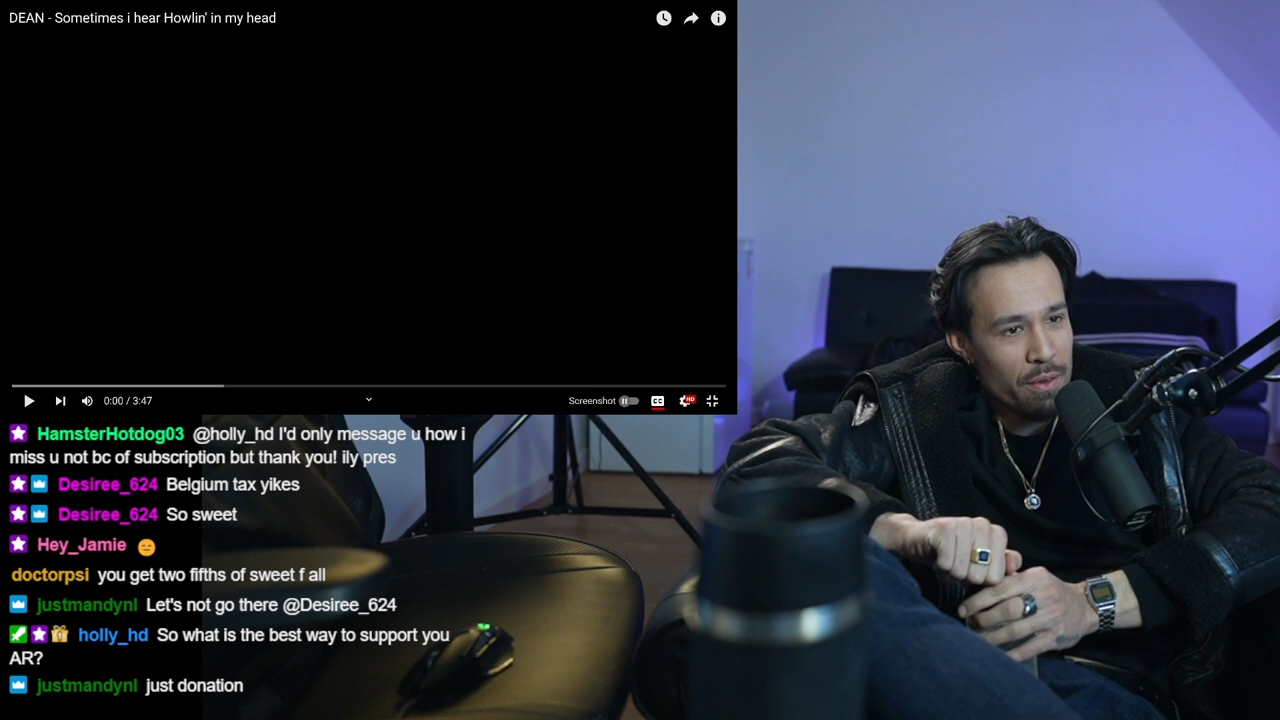 DEAN - Sometimes i hear Howlin' in my head
0:00 / 3:47
Screenshot
CC
HD
HamsterHotdog03 @holly_hd I'd only message u how i
miss u not bc of subscription but thank you! ily pres
Desiree_624 Belgium tax yikes
Desiree_624 So sweet
Hey_Jamie
doctorpsi you get two fifths of sweet f all
justmandynl Let's not go there @Desiree_624
holly_hd So what is the best way to support you
AR?
justmandynl just donation